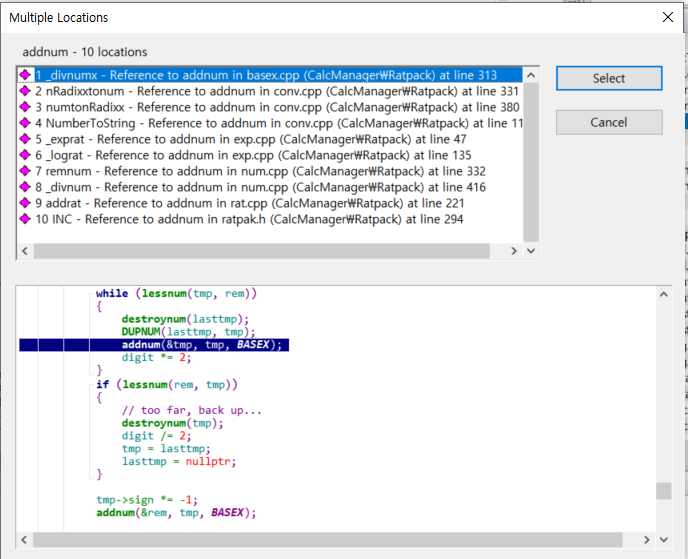 Multiple Locations
addnum - 10 locations
1 _divnumx - Reference to addnum in basex.cpp (CalcManager₩Ratpack) at line 313
2 nRadixxtonum - Reference to addnum in conv.cpp (CalcManager₩Ratpack) at line 331
3 numtonRadixx - Reference to addnum in conv.cpp (CalcManager₩Ratpack) at line 380
4 NumberToString - Reference to addnum in conv.cpp (CalcManager₩Ratpack) at line 11
5 _exprat - Reference to addnum in exp.cpp (CalcManager₩Ratpack) at line 47
6 _lograt - Reference to addnum in exp.cpp (CalcManager₩Ratpack) at line 135
7 remnum - Reference to addnum in num.cpp (CalcManager₩Ratpack) at line 332
8 _divnum - Reference to addnum in num.cpp (CalcManager₩Ratpack) at line 416
9 addrat - Reference to addnum in rat.cpp (CalcManager₩Ratpack) at line 221
10 INC - Reference to addnum in ratpak.h (CalcManager₩Ratpack) at line 294
Select
Cancel
while (lessnum(tmp, rem))
{
destroynum(lasttmp);
DUPNUM(lasttmp, tmp);
addnum(&tmp, tmp, BASEX);
digit *= 2;
}
if (lessnum(rem, tmp))
{
// too far, back up...
destroynum(tmp);
digit /= 2;
tmp = lasttmp;
lasttmp = nullptr;
}
tmp->sign *= -1;
addnum(&rem, tmp, BASEX);